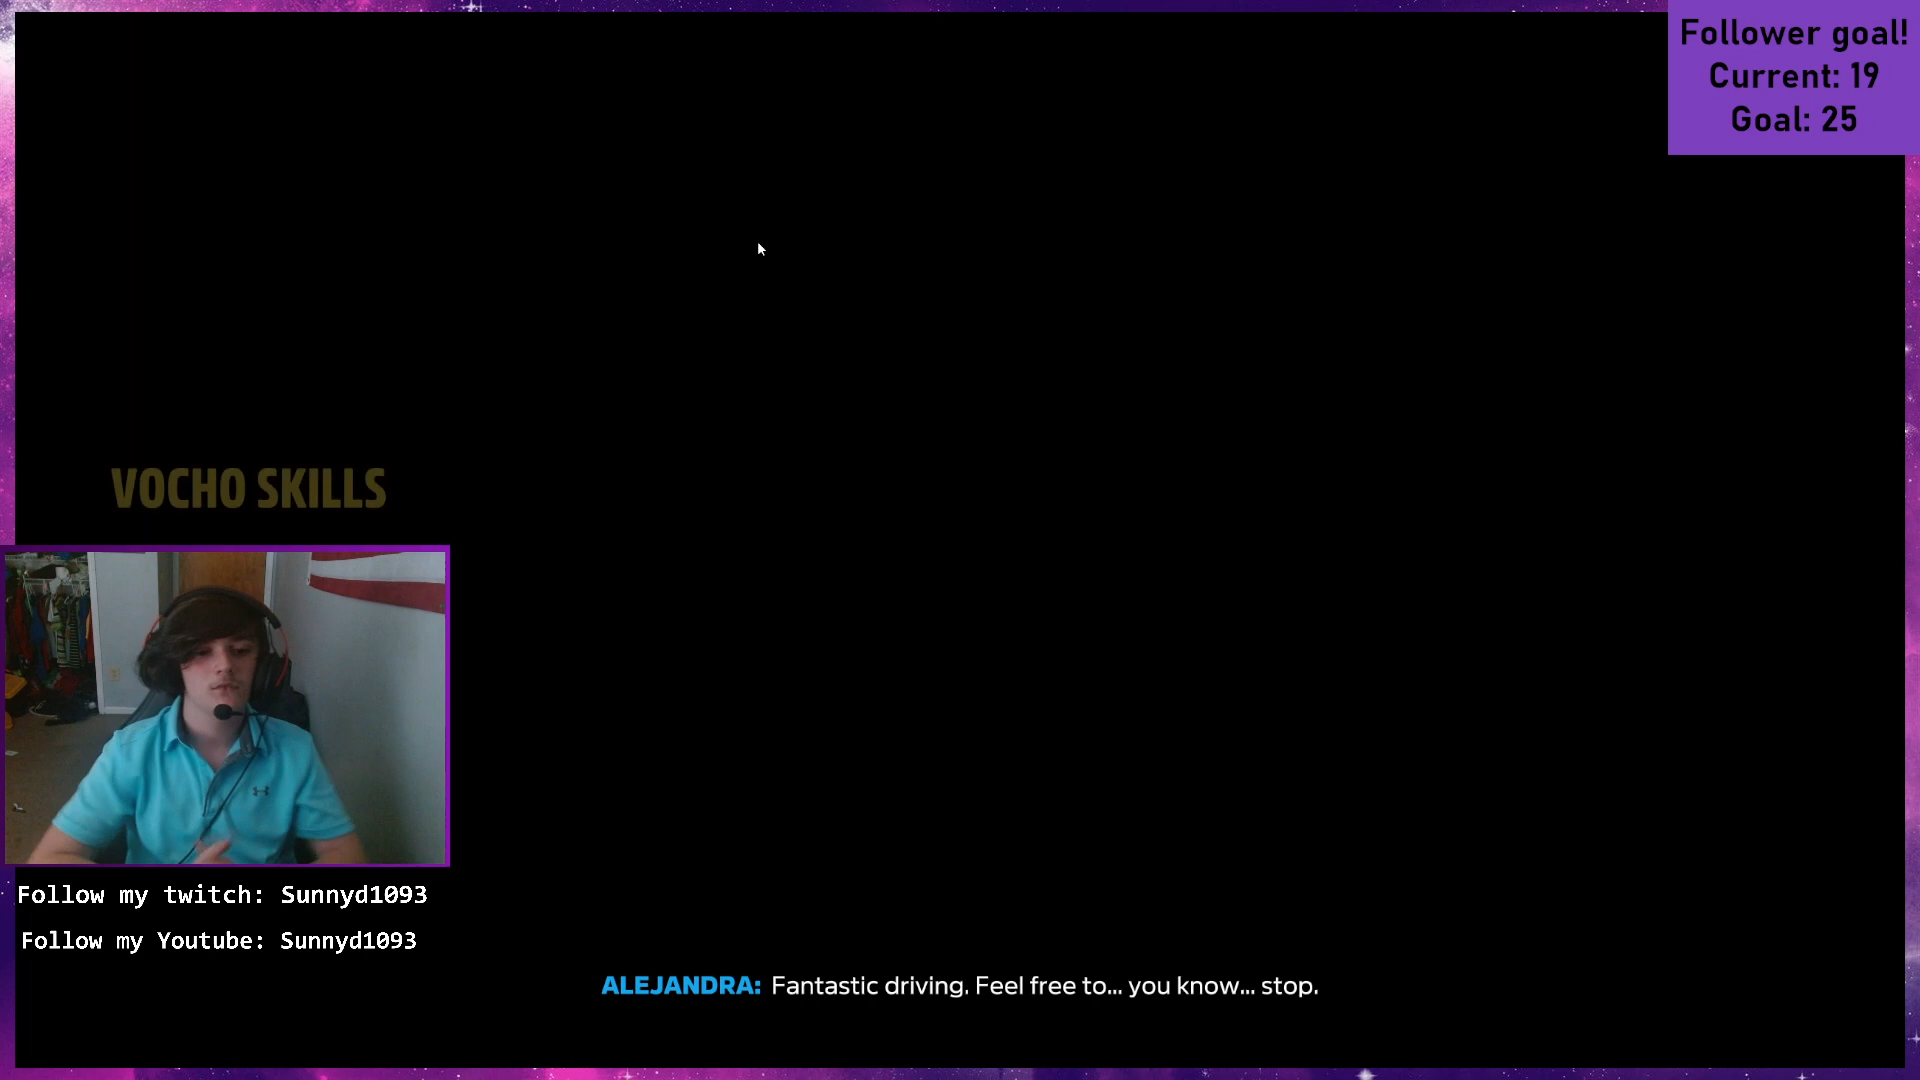 Follower goal!
Current: 19
Goal: 25
VOCHO SKILLS
Follow my twitch: Sunnyd1093
Follow my Youtube: Sunnyd1093
ALEJANDRA: Fantastic driving. Feel free to... you know... stop.